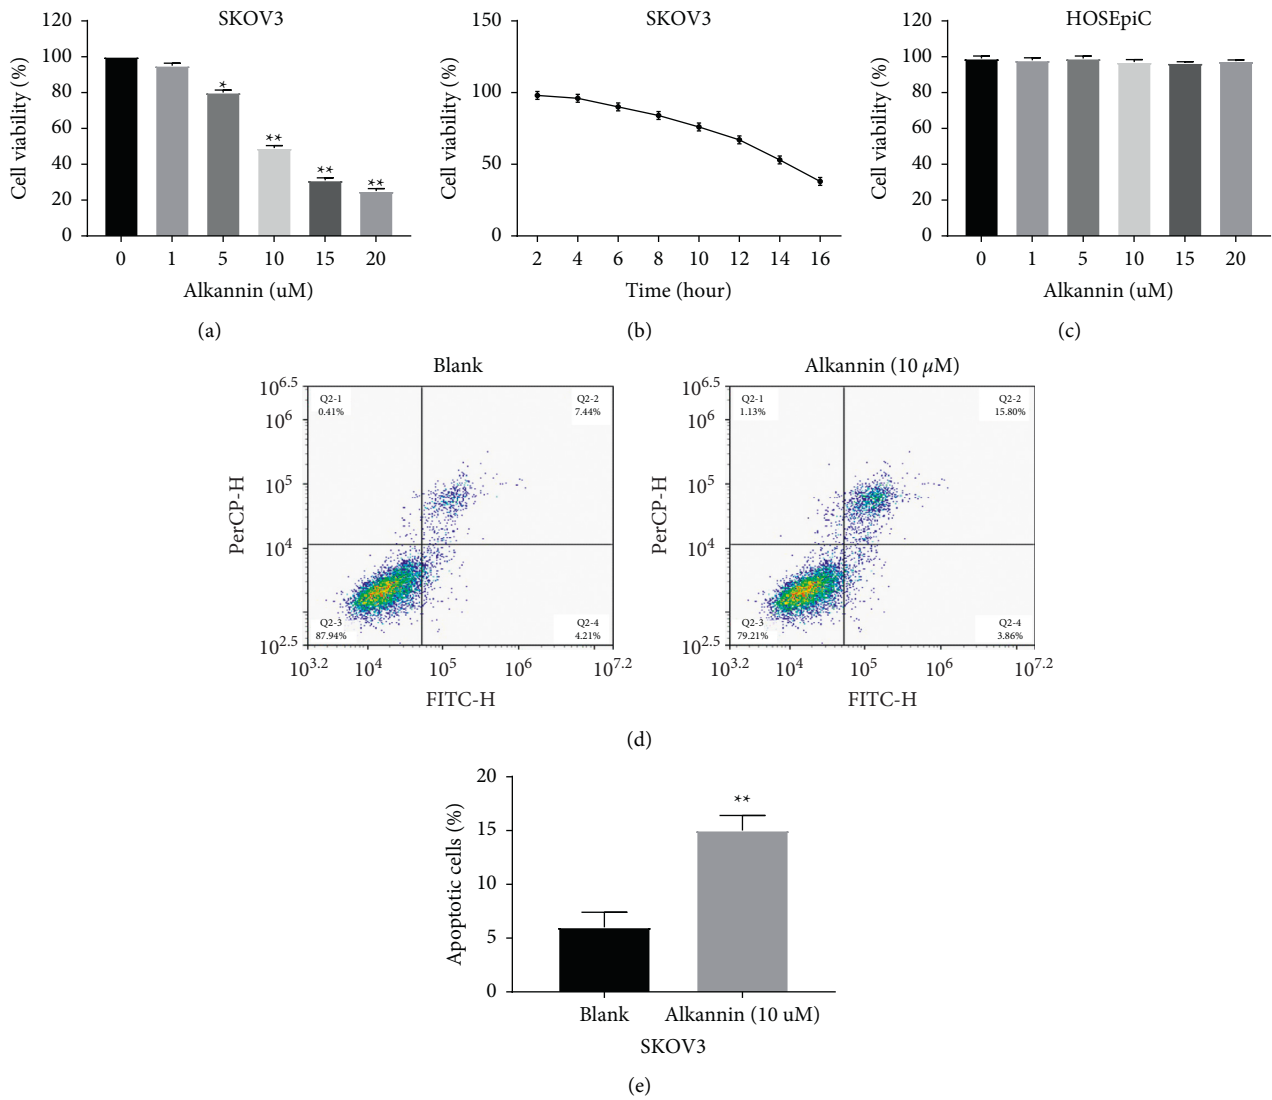 SKOV3
120
100
80
60
40
20
0
Cell viability (%)
*
**
**
**
0 1 5 10 15 20
Alkannin (uM)
(a)
SKOV3
150
100
50
0
Cell viability (%)
2 4 6 8 10 12 14 16
Time (hour)
(b)
HOSEpiC
120
100
80
60
40
20
0
Cell viability (%)
0 1 5 10 15 20
Alkannin (uM)
(c)
Blank
10^6.5
10^6
10^5
10^4
10^2.5
PerCP-H
Q2-1
0.41%
Q2-2
7.44%
Q2-3
87.94%
Q2-4
4.21%
10^3.2 10^4 10^5 10^6 10^7.2
FITC-H
Alkannin (10 μM)
10^6.5
10^6
10^5
10^4
10^2.5
PerCP-H
Q2-1
1.13%
Q2-2
15.80%
Q2-3
79.21%
Q2-4
3.86%
10^3.2 10^4 10^5 10^6 10^7.2
FITC-H
(d)
20
15
10
5
0
Apoptotic cells (%)
**
Blank Alkannin (10 uM)
SKOV3
(e)